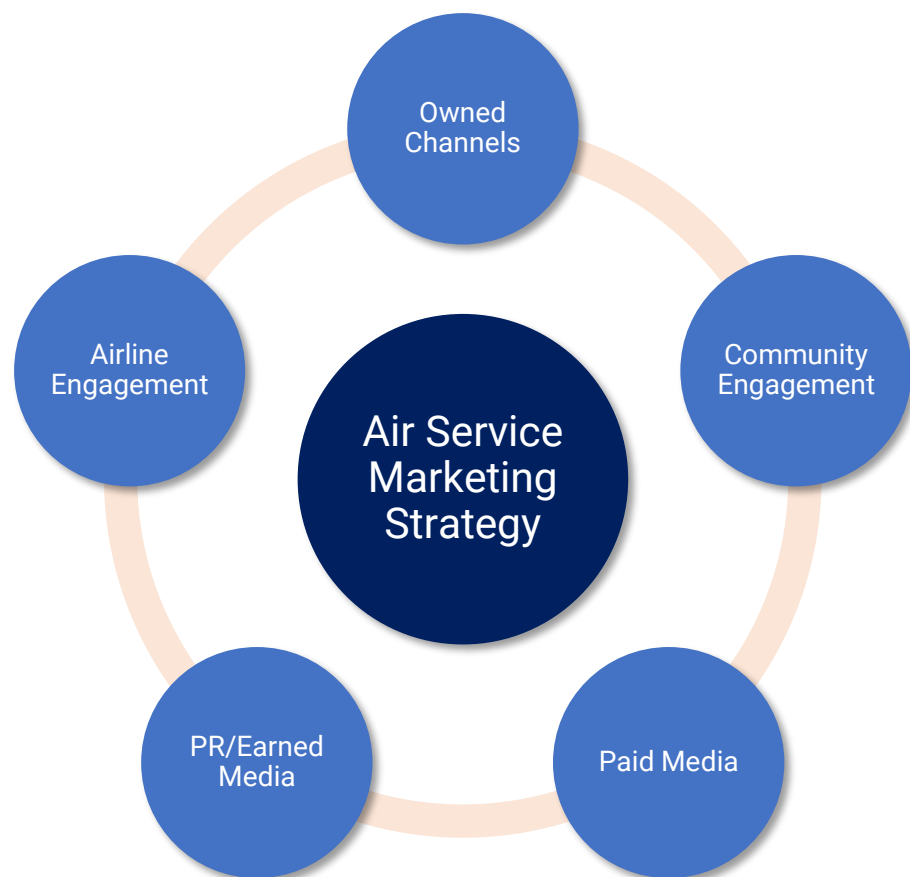 Owned
Channels
Airline
Engagement
Community
Engagement
Air Service
Marketing
Strategy
PR/Earned
Media
Paid Media